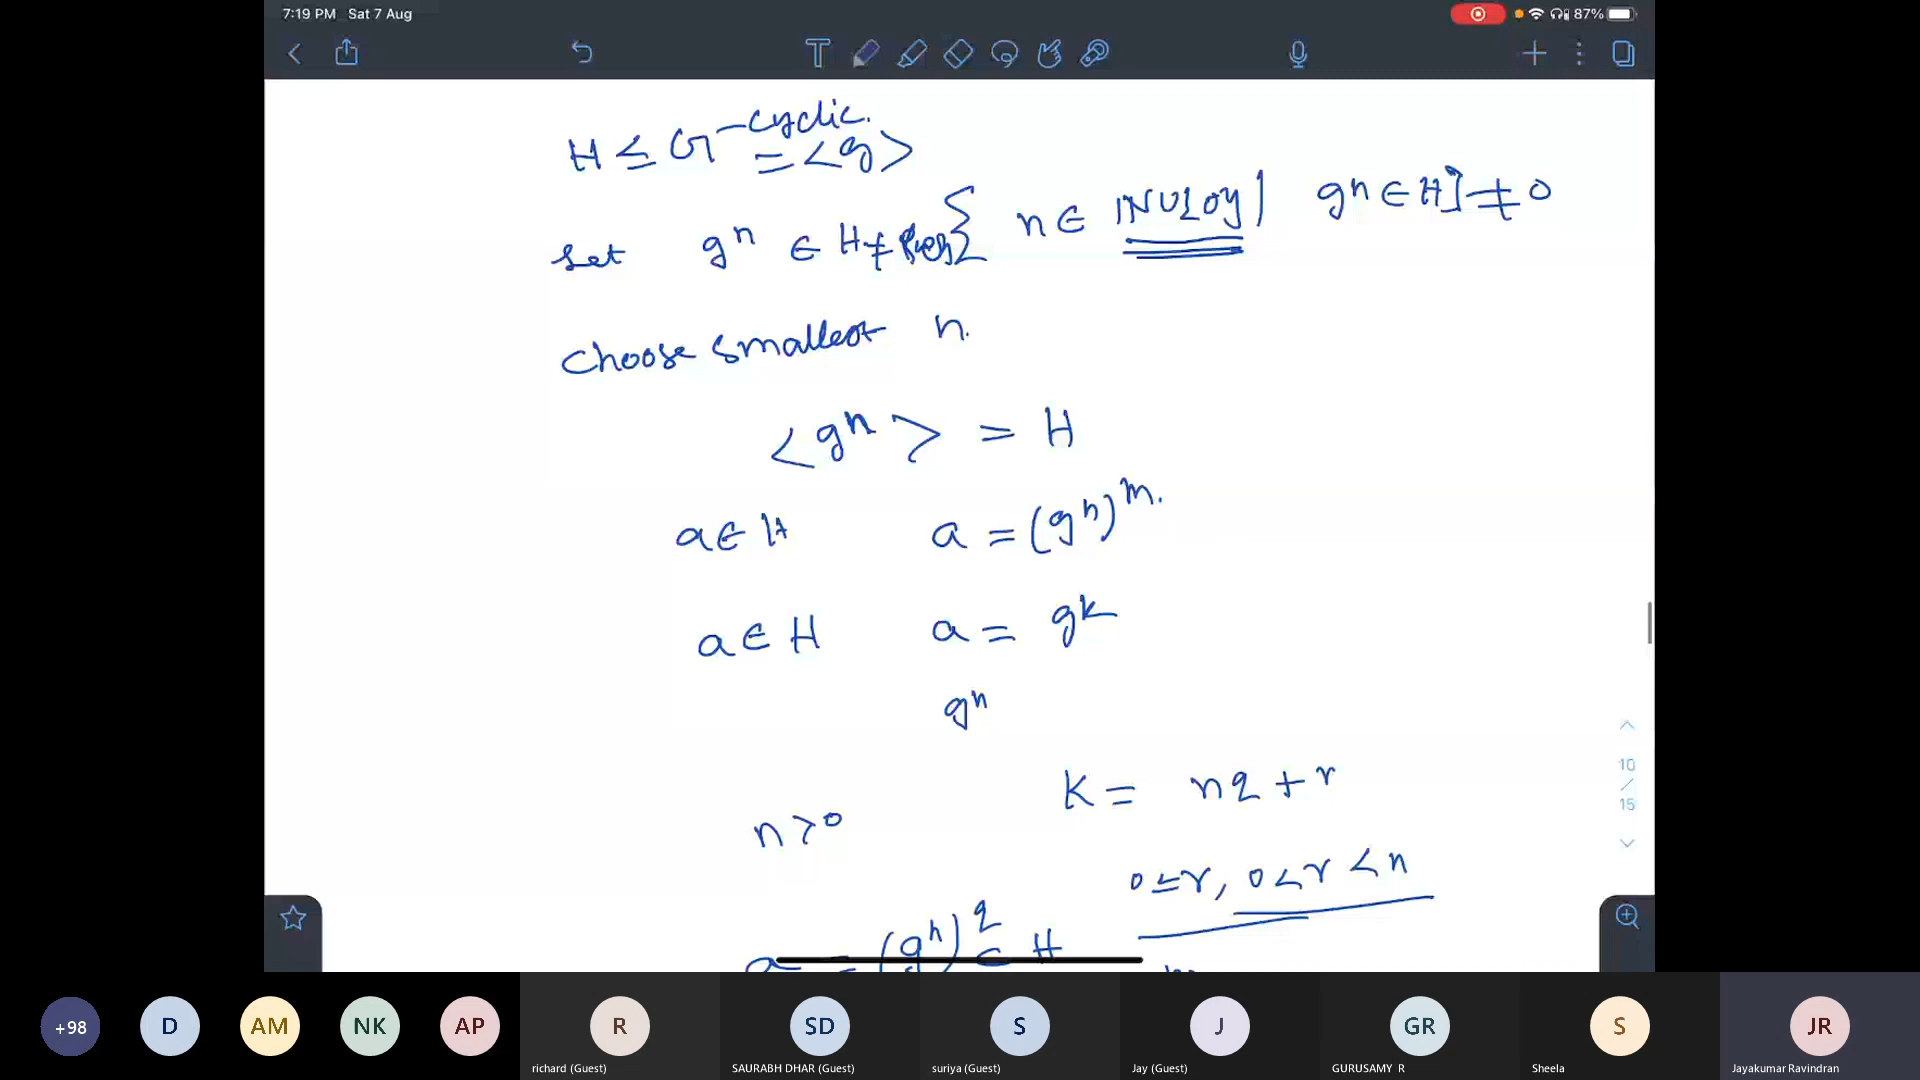 7:19 PM Sat 7 Aug 87%
H ≤ G - cyclic.
= <g>
Set g^n ∈ H ≠ { n ∈ INU{0} | g^n ∈ H} ≠ 0
Choose smallest n.
<g^n> = H
a ∈ H a = (g^n)^m.
a ∈ H a = g^k
g^n
K = nq + r
n > 0
0 ≤ r, 0 < r < n
a = (g^n)^q ∈ H
10
/
15
+98 D AM NK AP R SD S J GR S JR
richard (Guest) SAURABH DHAR (Guest) suriya (Guest) Jay (Guest) GURUSAMY R Sheela Jayakumar Ravindran